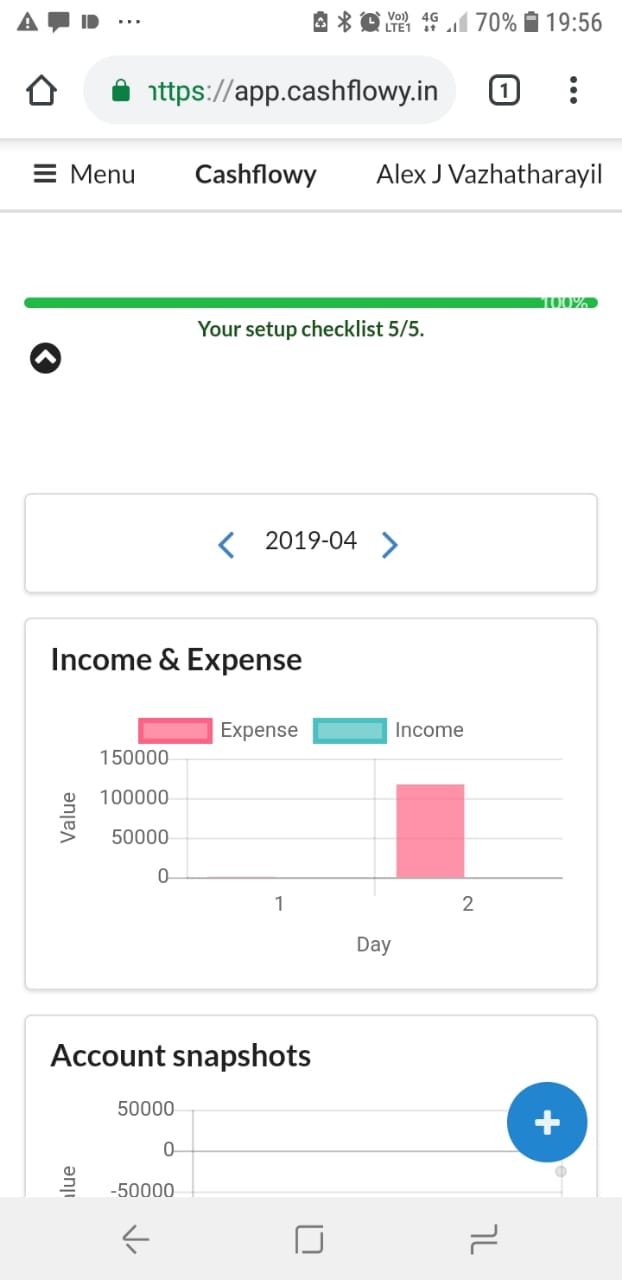 Vo)) LTE1 4G 70% 19:56
https://app.cashflowy.in 1
Menu Cashflowy Alex J Vazhatharayil
100%
Your setup checklist 5/5.
2019-04
Income & Expense
Expense Income
150000
100000
50000
0
Value
1 2
Day
Account snapshots
50000
0
-50000